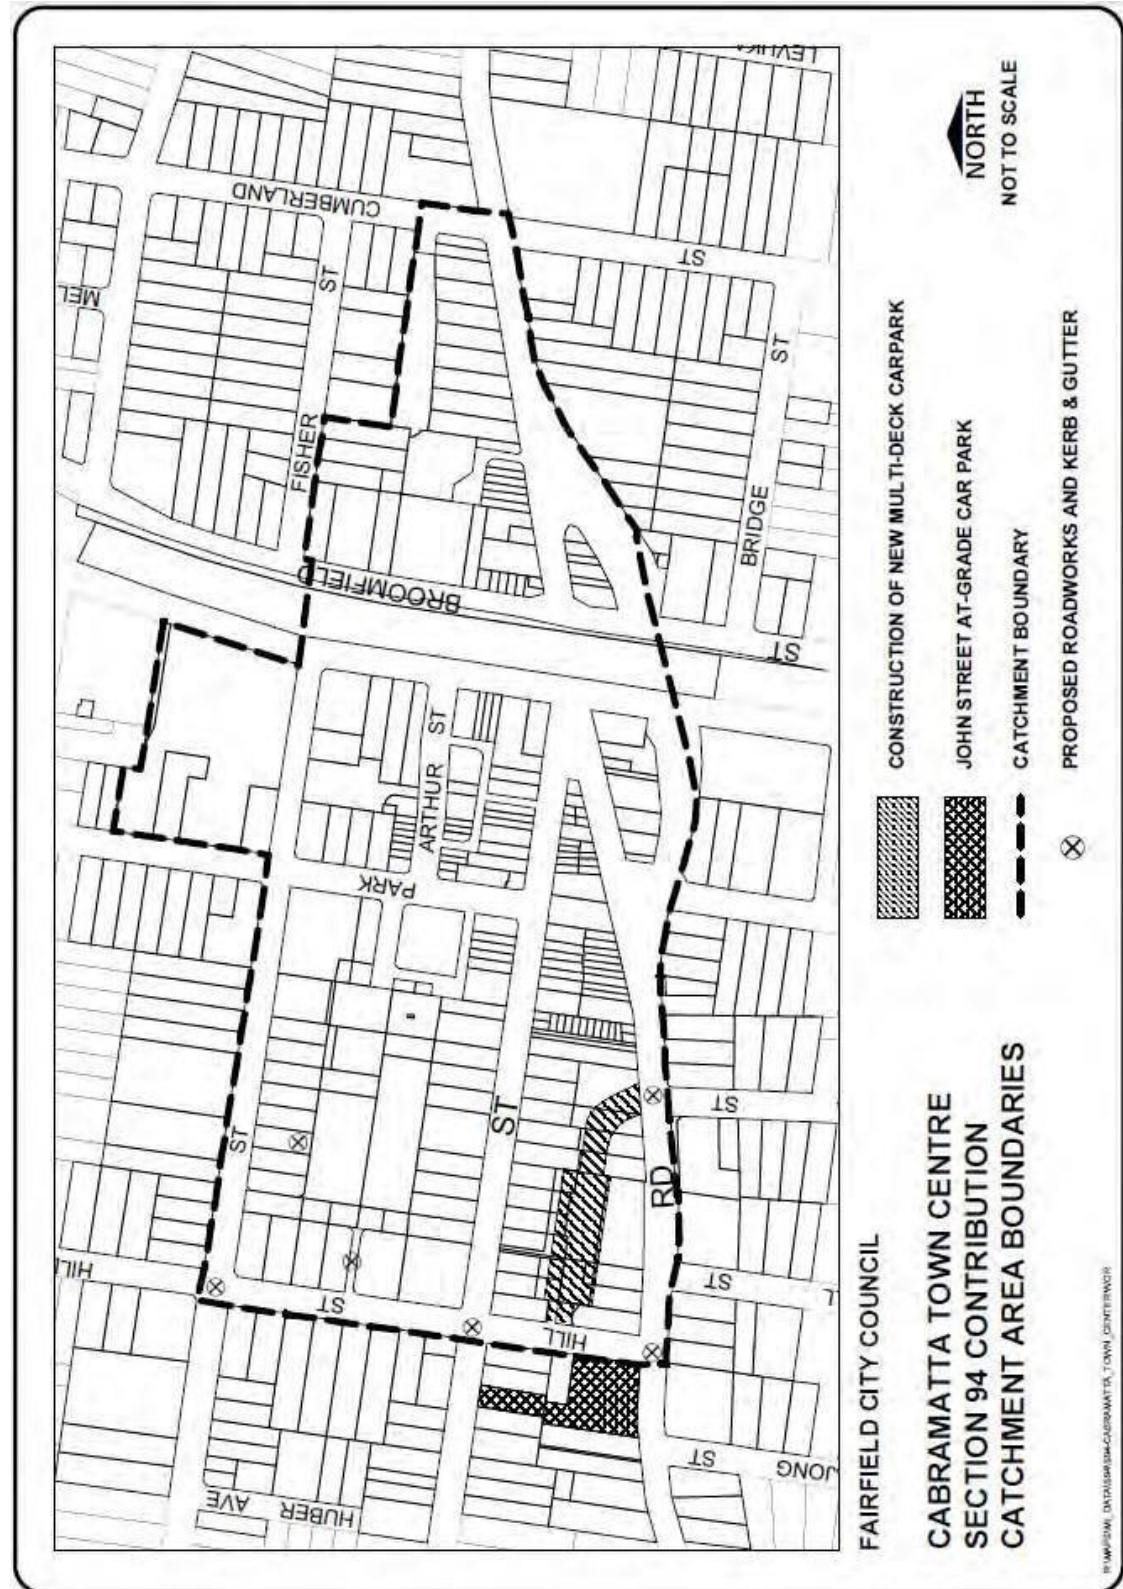 LEVUKA
CUMBERLAND
ST
MEL
ST
FISHER
ST
BRIDGE
BROOMFIELD
ST
ARTHUR ST
PARK
ST
ST
ST
RD
HILL
ST
HILL
ST
L
ST
JONG
HUBER
AVE
FAIRFIELD CITY COUNCIL
CABRAMATTA TOWN CENTRE
SECTION 94 CONTRIBUTION
CATCHMENT AREA BOUNDARIES
CONSTRUCTION OF NEW MULTI-DECK CARPARK
JOHN STREET AT-GRADE CAR PARK
CATCHMENT BOUNDARY
PROPOSED ROADWORKS AND KERB & GUTTER
NORTH
NOT TO SCALE